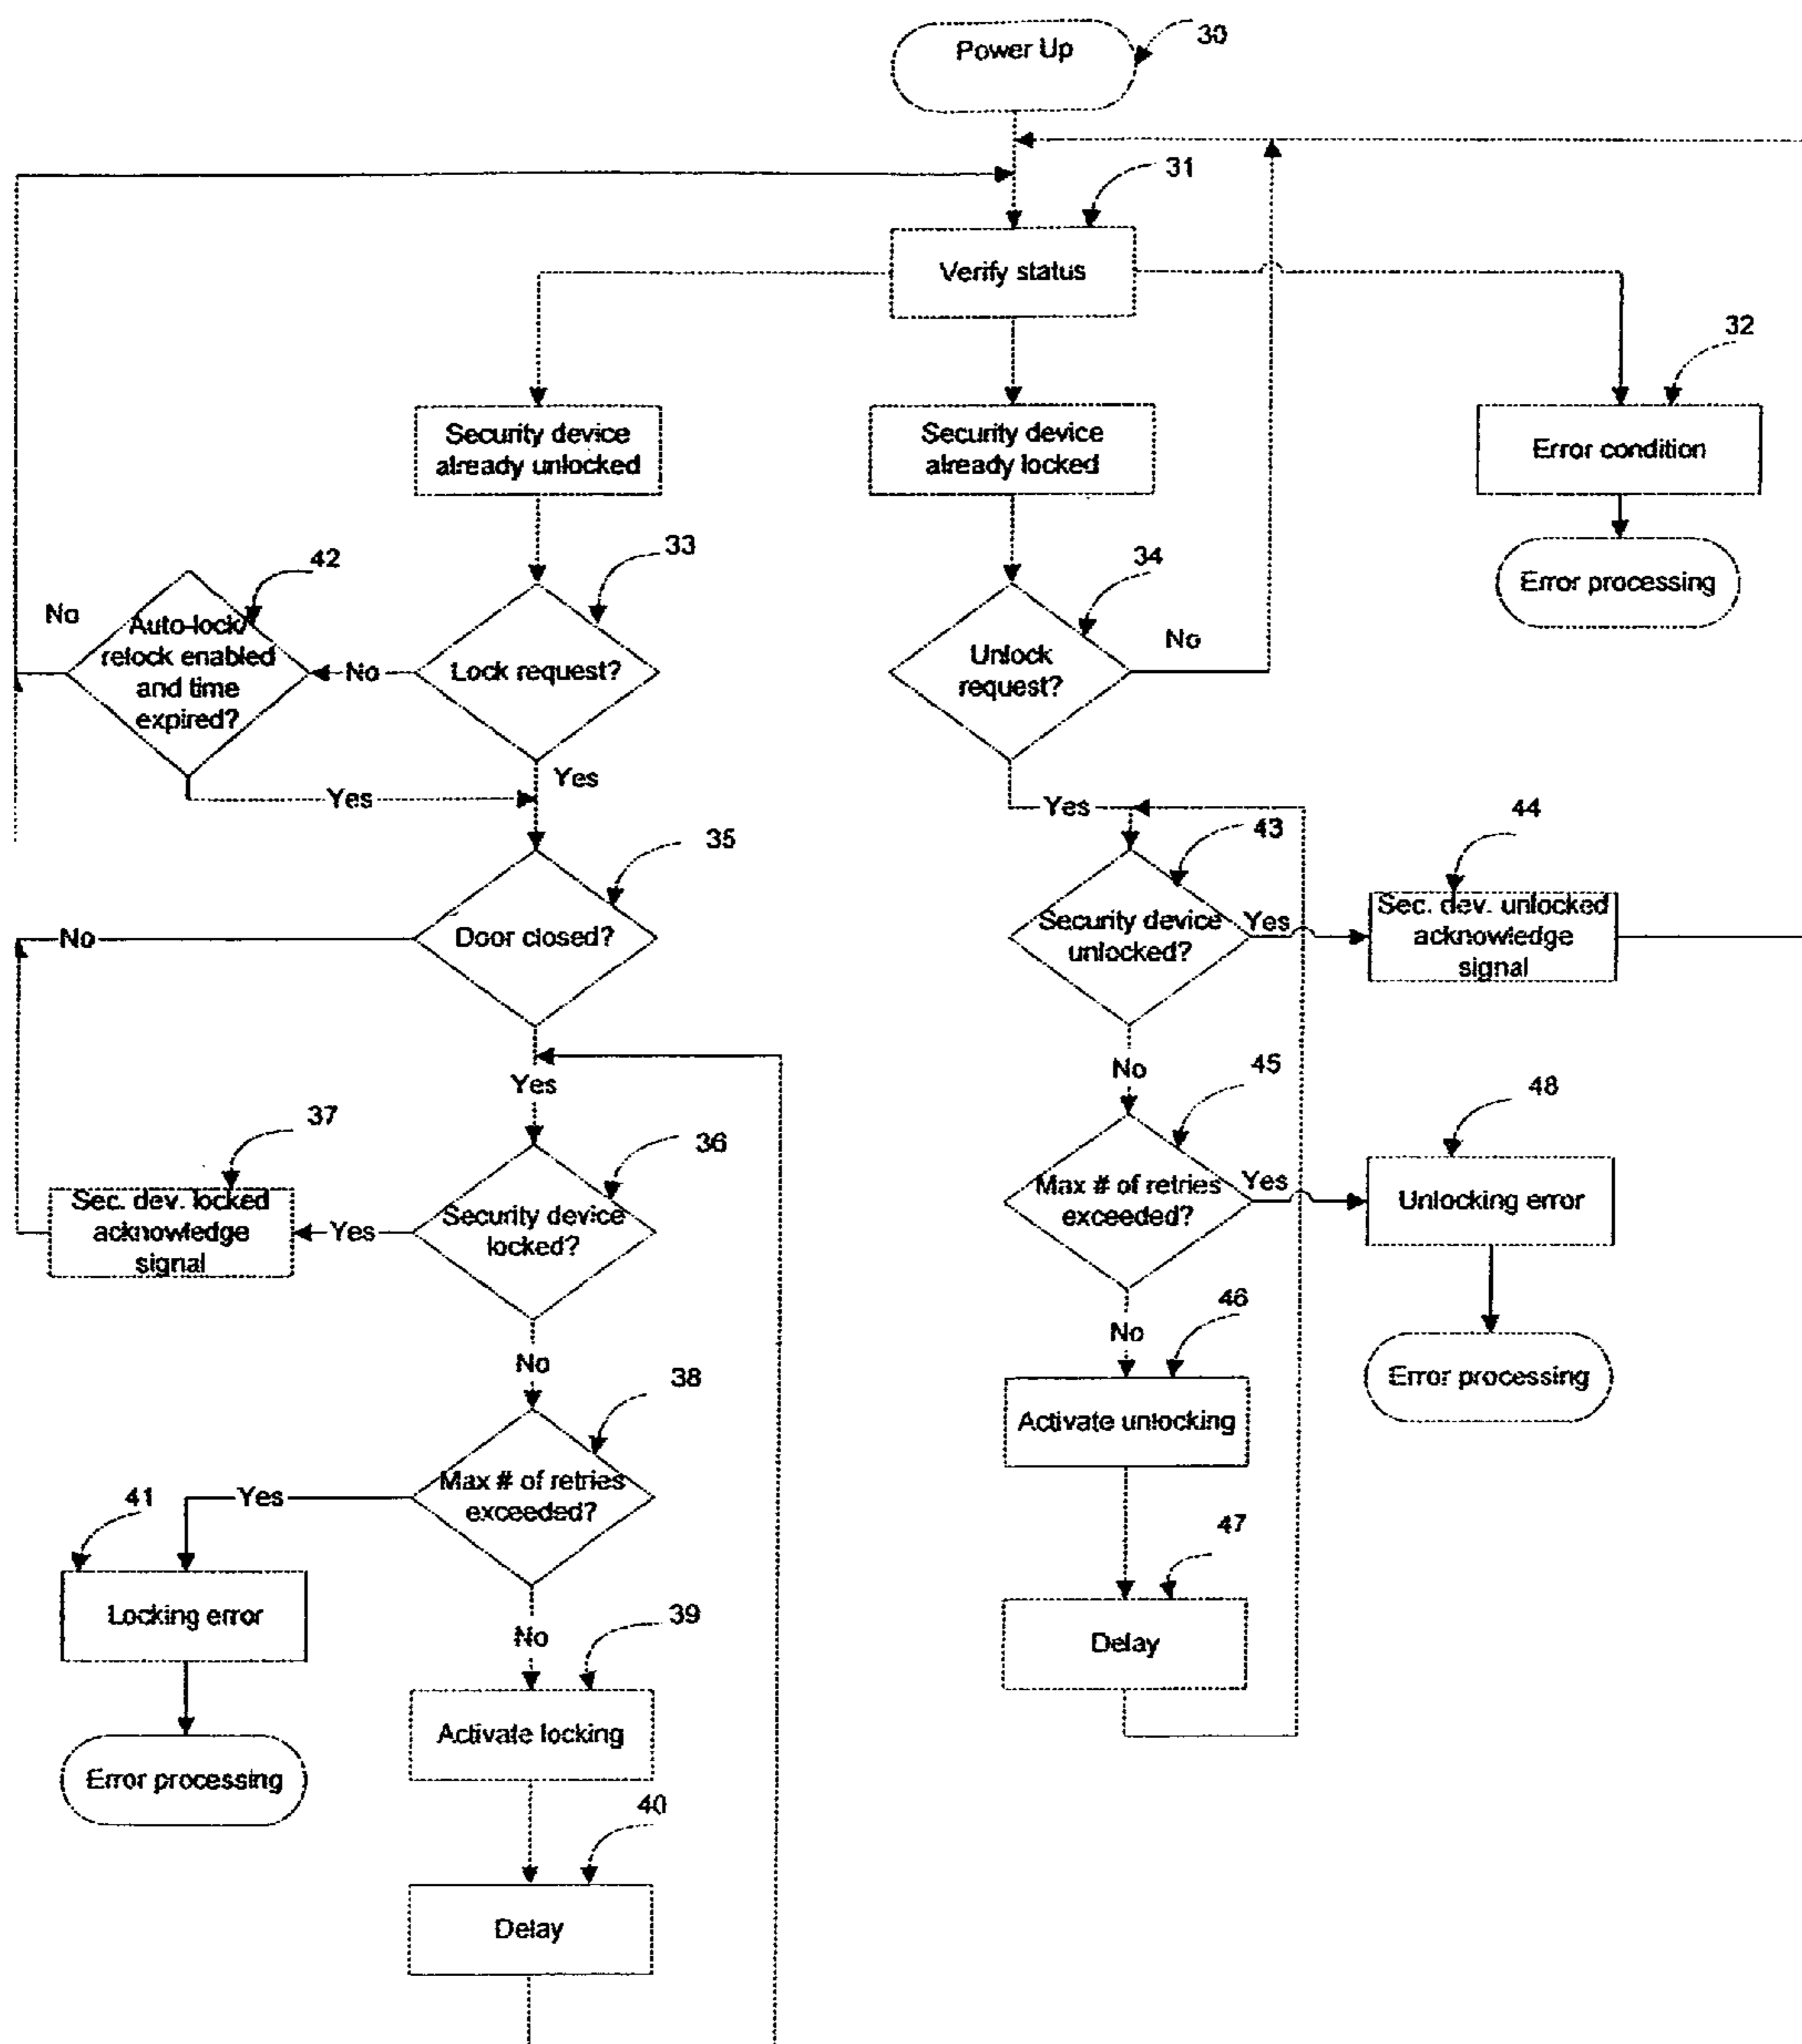 Power Up
30
31
Verify status
32
Security device
already unlocked
Security device
already locked
Error condition
42
33
34
Error processing
No
Auto-lock/
relock enabled
and time
expired?
No
Lock request?
Unlock
request?
No
Yes
Yes
Yes
35
43
44
No
Door closed?
Security device
unlocked?
Yes
Sec. dev. unlocked
acknowledge
signal
Yes
No
45
48
37
36
Sec. dev. locked
acknowledge
signal
Yes
Security device
locked?
Max # of retries
exceeded?
Yes
Unlocking error
No
46
No
38
Error processing
Activate unlocking
41
Yes
Max # of retries
exceeded?
47
Locking error
No
39
Delay
Activate locking
Error processing
40
Delay